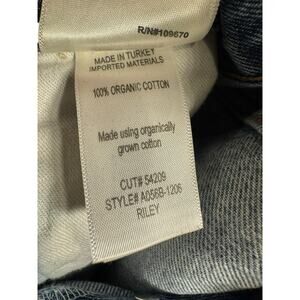 R/N#109670
MADE IN TURKEY
IMPORTED MATERIALS
100% ORGANIC COTTON
Made using organically
grown cotton
CUT# 54209
STYLE# A056B-1206
RILEY